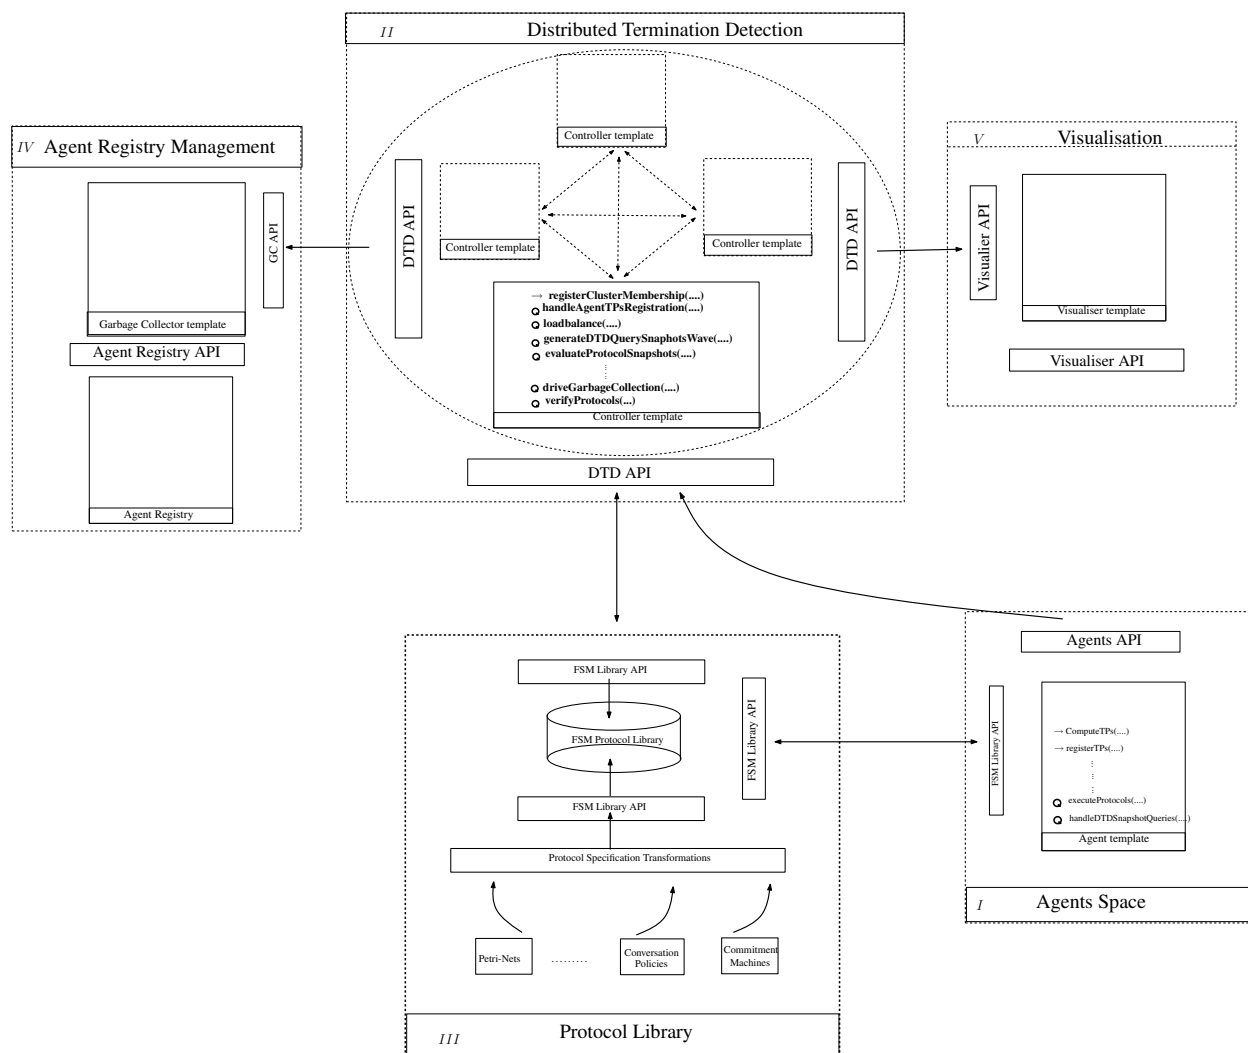 II Distributed Termination Detection
Controller template
Controller template
Controller template
DTD API
DTD API
→ registerClusterMembership(....)
handleAgentTPsRegistration(....)
loadbalance(....)
generateDTDQuerySnaphotsWave(....)
evaluateProtocolSnapshots(....)
⋮
driveGarbageCollection(....)
verifyProtocols(...)
Controller template
DTD API
IV Agent Registry Management
GC API
Garbage Collector template
Agent Registry API
Agent Registry
V Visualisation
Visualier API
Visualiser template
Visualiser API
FSM Library API
FSM Protocol Library
FSM Library API
FSM Library API
Protocol Specification Transformations
Petri-Nets
.........
Conversation
Policies
Commitment
Machines
III Protocol Library
Agents API
FSM Library API
→ ComputeTPs(....)
→ registerTPs(....)
⋮
⋮
executeProtocols(....)
handleDTDSnapshotQueries(....)
Agent template
I Agents Space